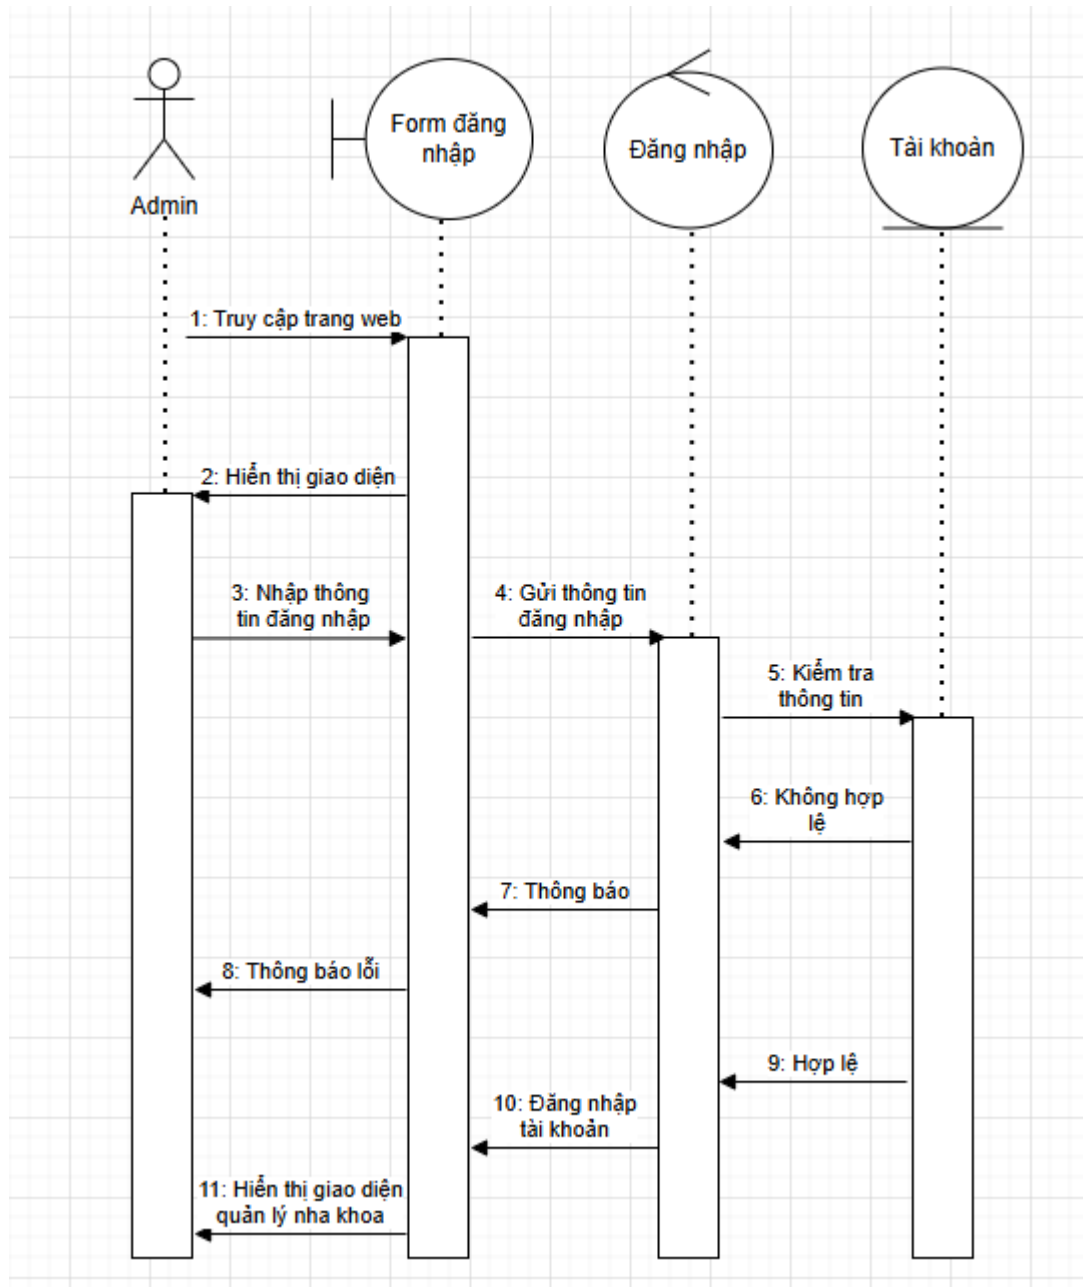 Form đăng
nhập
Đăng nhập
Tài khoản
Admin
1: Truy cập trang web
2: Hiển thị giao diện
3: Nhập thông
tin đăng nhập
4: Gửi thông tin
đăng nhập
5: Kiểm tra
thông tin
6: Không hợp
lệ
7: Thông báo
8: Thông báo lỗi
9: Hợp lệ
10: Đăng nhập
tài khoản
11: Hiển thị giao diện
quản lý nha khoa